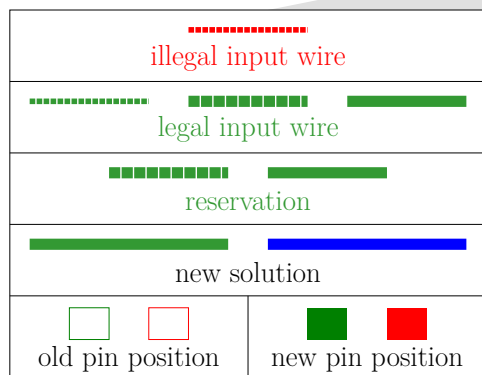 illegal input wire
legal input wire
reservation
new solution
old pin position
new pin position